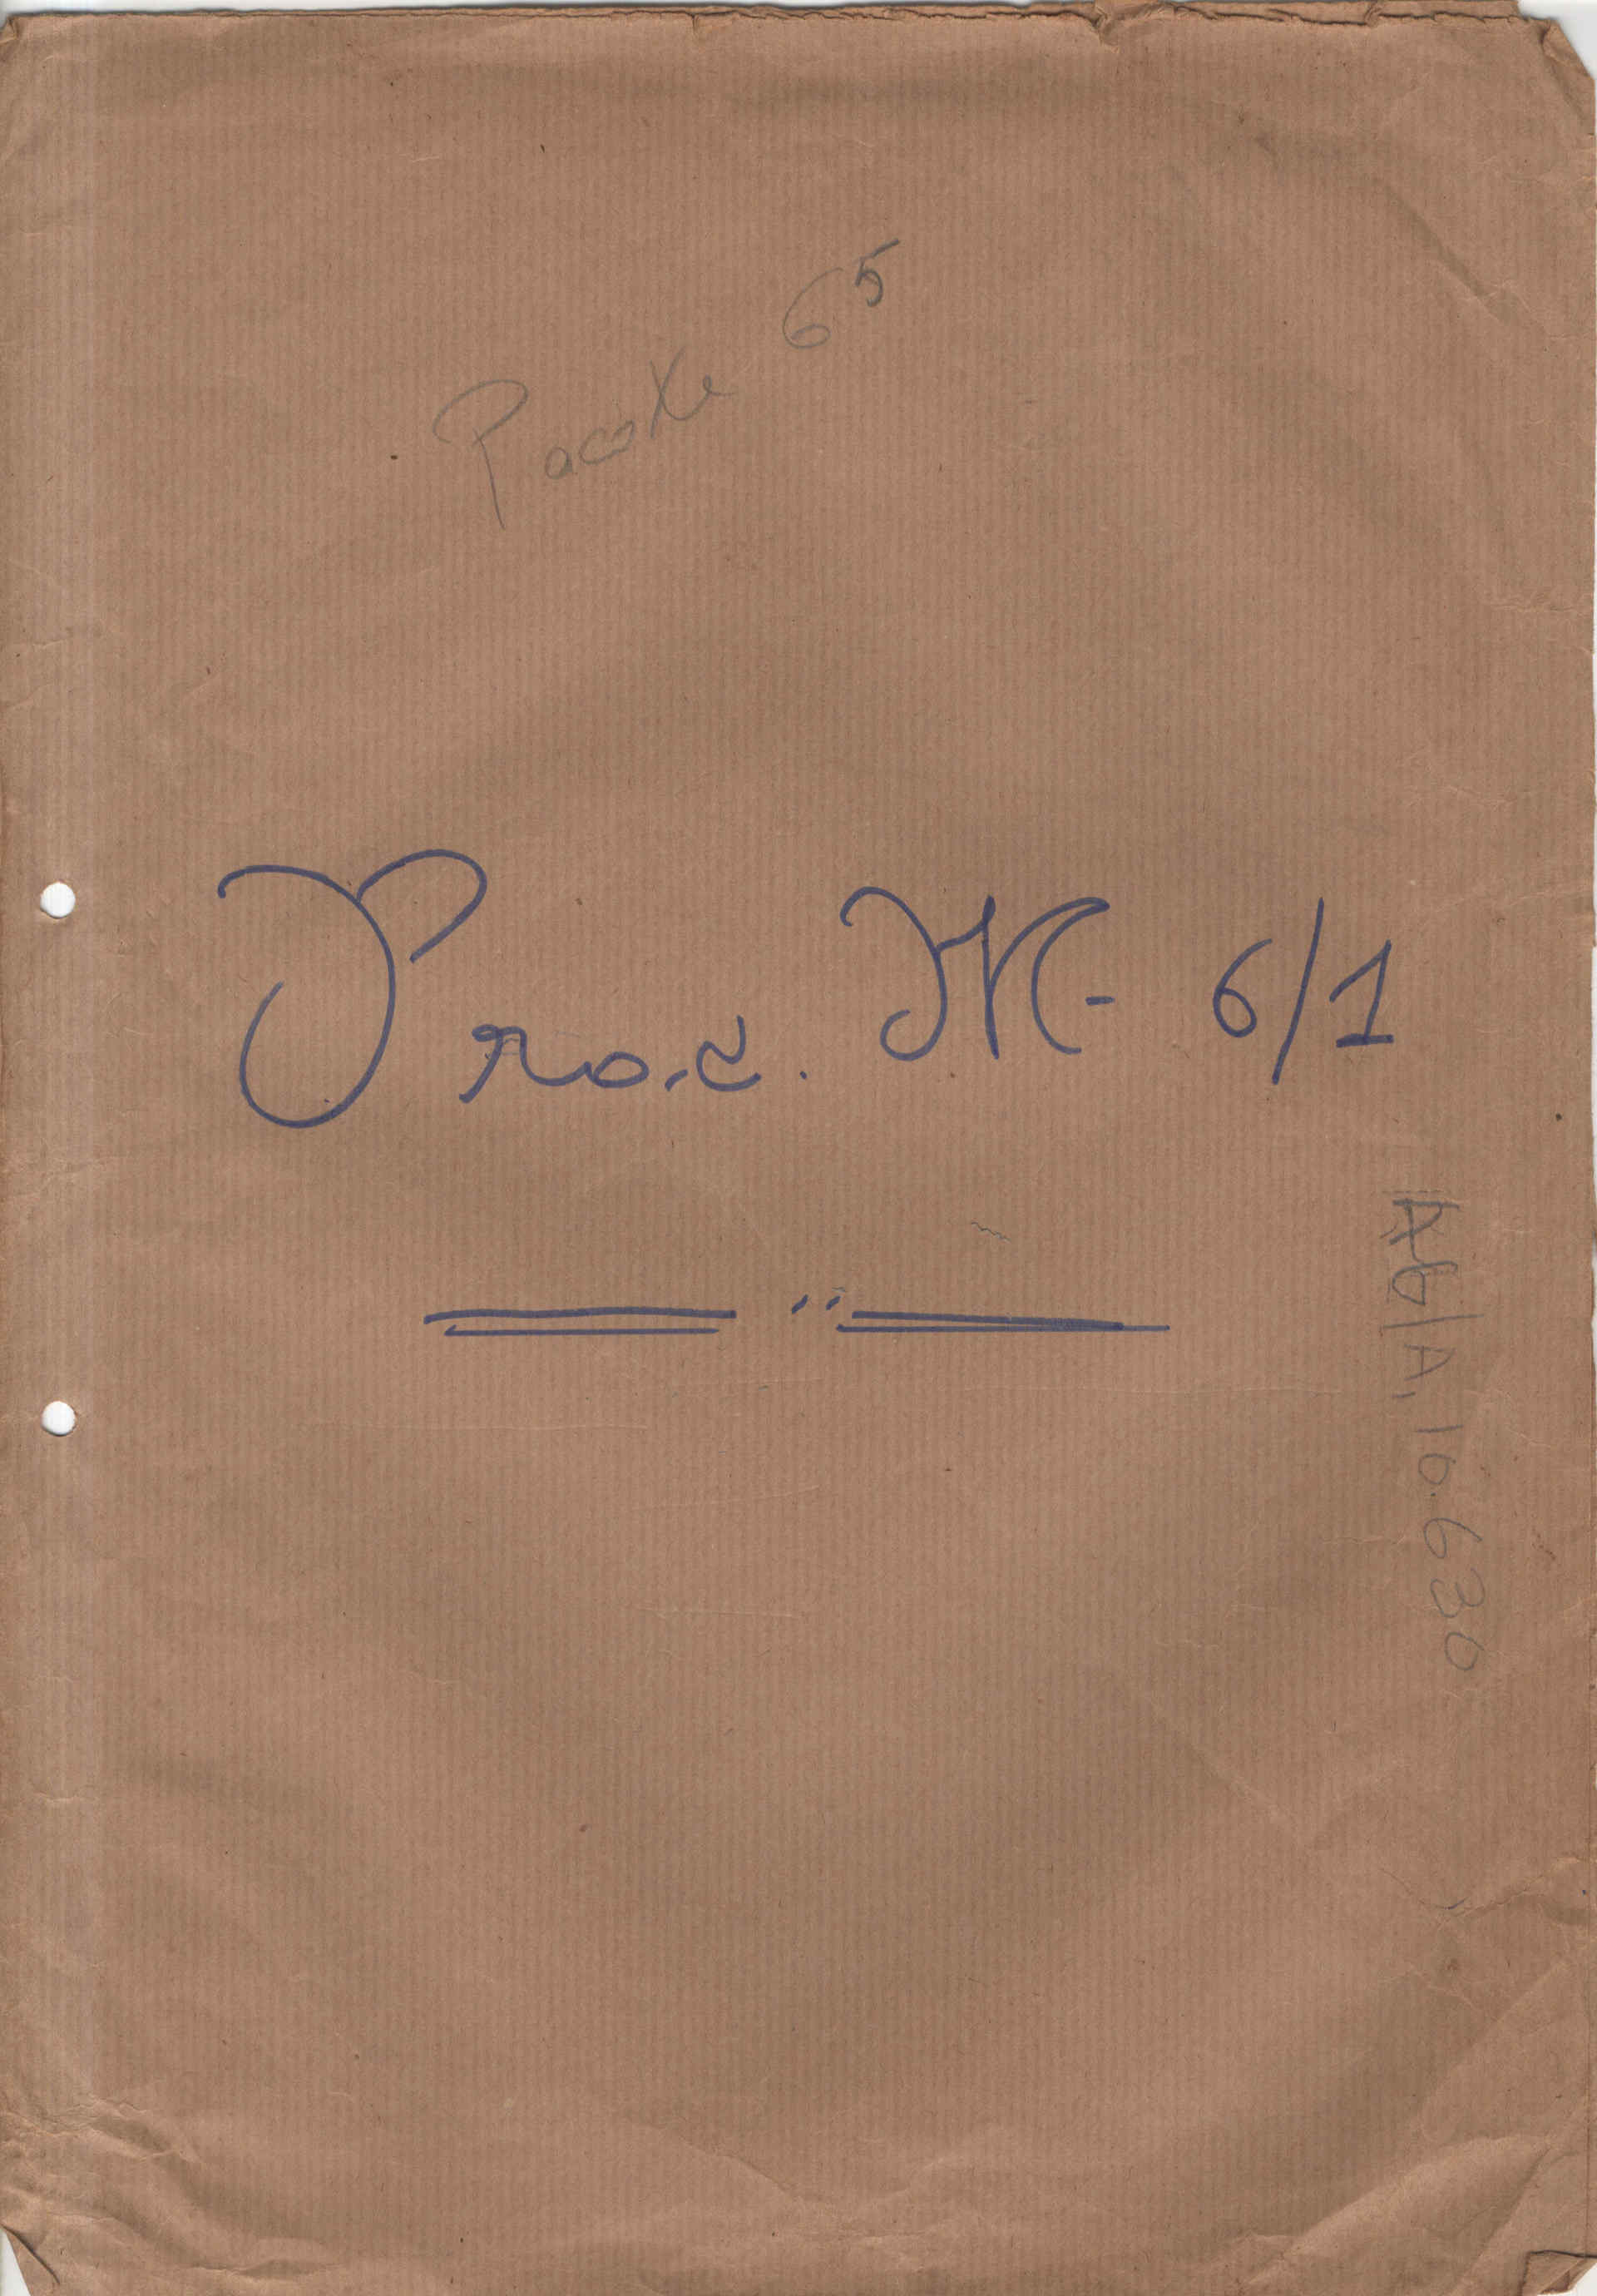 Pacote 65
Proc. K- 6/1
A6/A, 10.630